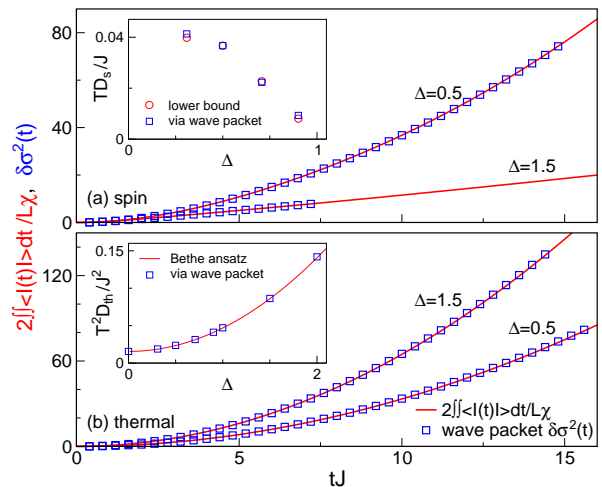 2∬<I(t)I>dt /Lχ, δσ²(t)
80
40
0
TD_s/J
0.04
0
0
1
Δ
lower bound
via wave packet
Δ=0.5
Δ=1.5
(a) spin
120
60
0
T²D_th/J²
0.15
0
0
1
2
Δ
Bethe ansatz
via wave packet
Δ=1.5
Δ=0.5
(b) thermal
2∬<I(t)I>dt/Lχ
wave packet δσ²(t)
0
5
10
15
tJ